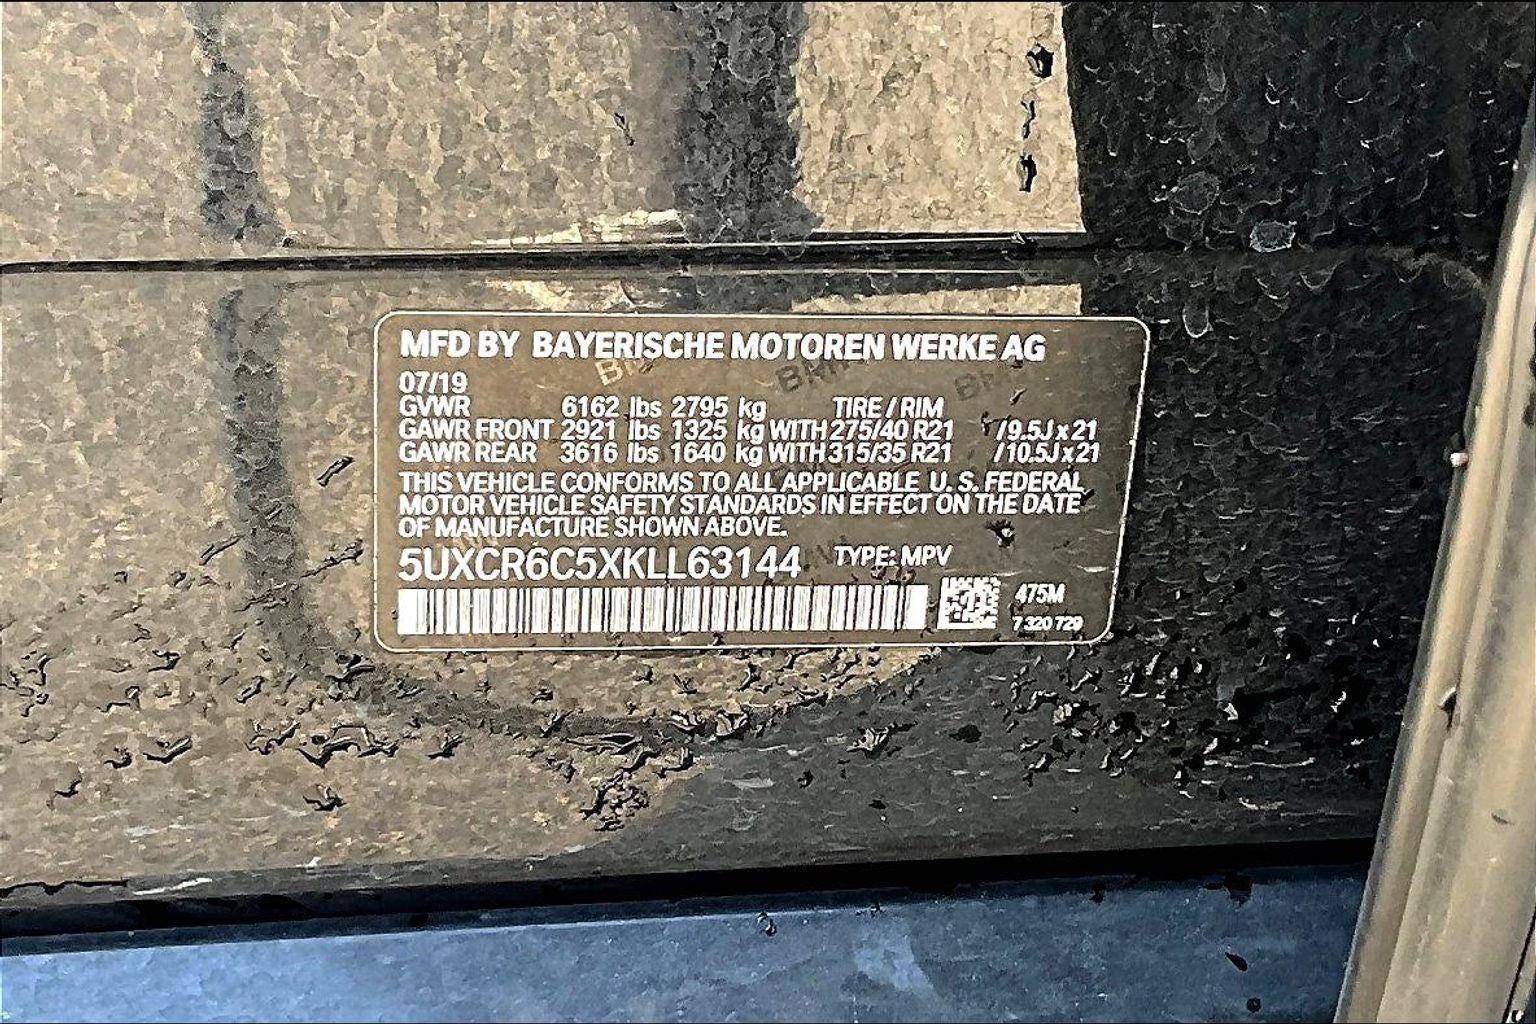 MFD BY BAYERISCHE MOTOREN WERKE AG
07/19
GVWR 6162 lbs 2795 kg TIRE / RIM
GAWR FRONT 2921 lbs 1325 kg WITH 275/40 R21 /9.5J x 21
GAWR REAR 3616 lbs 1640 kg WITH 315/35 R21 /10.5J x 21
THIS VEHICLE CONFORMS TO ALL APPLICABLE U. S. FEDERAL
MOTOR VEHICLE SAFETY STANDARDS IN EFFECT ON THE DATE
OF MANUFACTURE SHOWN ABOVE.
5UXCR6C5XKLL63144 TYPE: MPV
475M
7 320 729